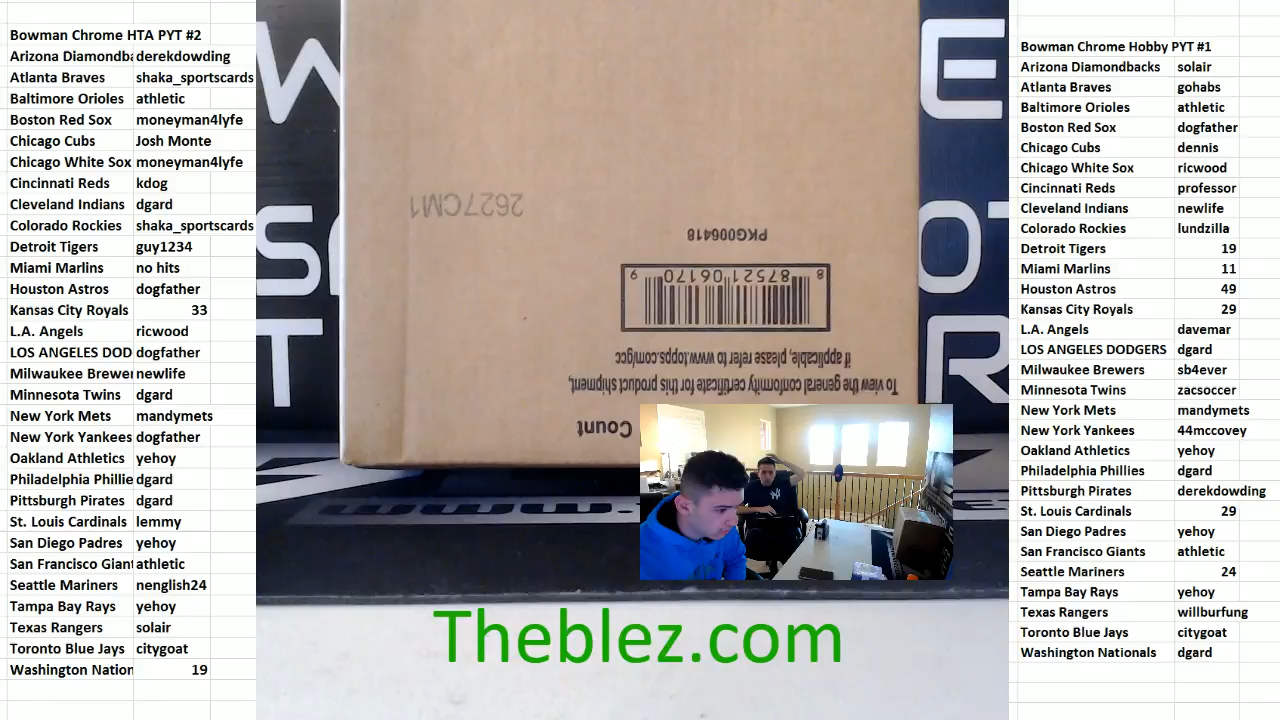 Bowman Chrome HTA PYT #2
Arizona Diamondba derekdowding
Atlanta Braves shaka_sportscards
Baltimore Orioles athletic
Boston Red Sox moneyman4lyfe
Chicago Cubs Josh Monte
Chicago White Sox moneyman4lyfe
Cincinnati Reds kdog
Cleveland Indians dgard
Colorado Rockies shaka_sportscards
Detroit Tigers guy1234
Miami Marlins no hits
Houston Astros dogfather
Kansas City Royals 33
L.A. Angels ricwood
LOS ANGELES DOD dogfather
Milwaukee Brewer newlife
Minnesota Twins dgard
New York Mets mandymets
New York Yankees dogfather
Oakland Athletics yehoy
Philadelphia Phillie dgard
Pittsburgh Pirates dgard
St. Louis Cardinals lemmy
San Diego Padres yehoy
San Francisco Giant athletic
Seattle Mariners nenglish24
Tampa Bay Rays yehoy
Texas Rangers solair
Toronto Blue Jays citygoat
Washington Nation 19
2627CM1
PKG006418
8 87521 06170 9
if applicable, please refer to www.topps.com/gcc
To view the general conformity certificate for this product shipment,
Count
Theblez.com
Bowman Chrome Hobby PYT #1
Arizona Diamondbacks solair
Atlanta Braves gohabs
Baltimore Orioles athletic
Boston Red Sox dogfather
Chicago Cubs dennis
Chicago White Sox ricwood
Cincinnati Reds professor
Cleveland Indians newlife
Colorado Rockies lundzilla
Detroit Tigers 19
Miami Marlins 11
Houston Astros 49
Kansas City Royals 29
L.A. Angels davemar
LOS ANGELES DODGERS dgard
Milwaukee Brewers sb4ever
Minnesota Twins zacsoccer
New York Mets mandymets
New York Yankees 44mccovey
Oakland Athletics yehoy
Philadelphia Phillies dgard
Pittsburgh Pirates derekdowding
St. Louis Cardinals 29
San Diego Padres yehoy
San Francisco Giants athletic
Seattle Mariners 24
Tampa Bay Rays yehoy
Texas Rangers willburfung
Toronto Blue Jays citygoat
Washington Nationals dgard